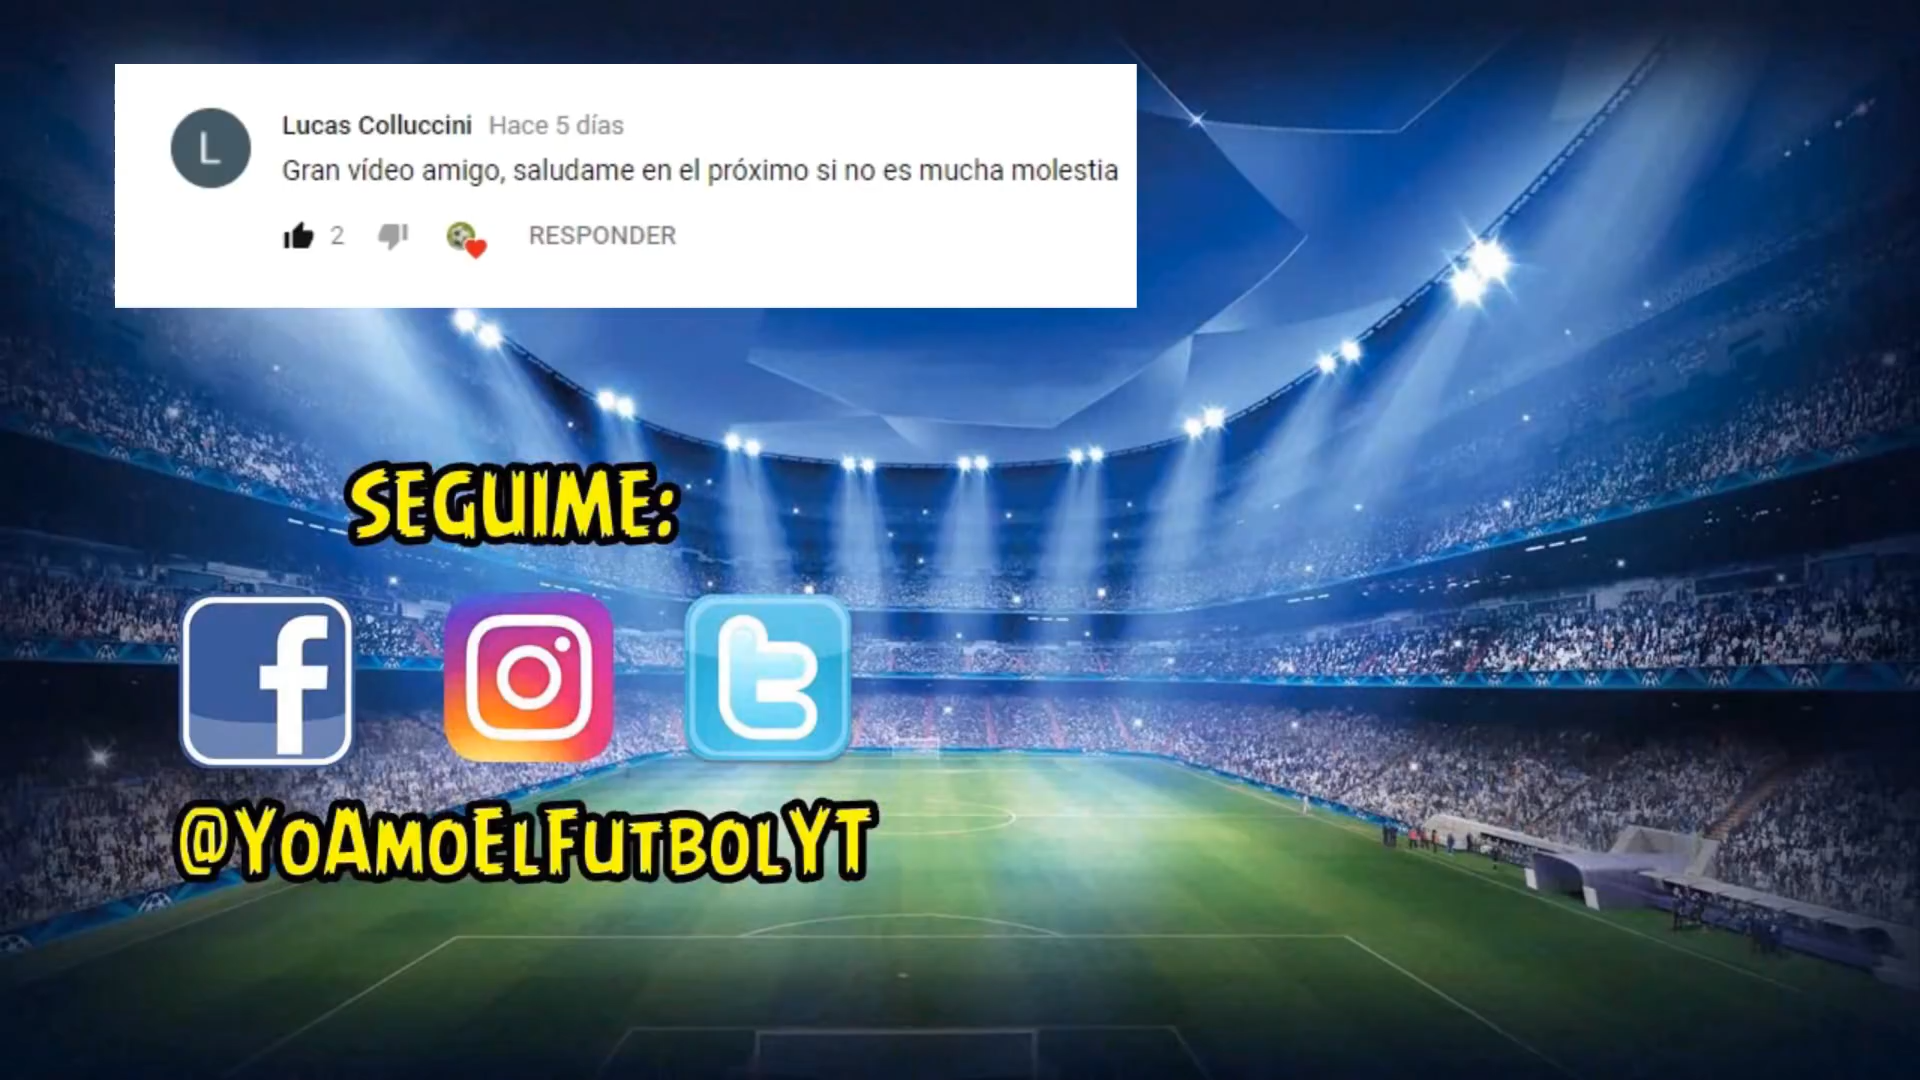 L
Lucas Colluccini Hace 5 días
Gran vídeo amigo, saludame en el próximo si no es mucha molestia
2 RESPONDER
SEGUIME:
@YoAmoElFutbolYT